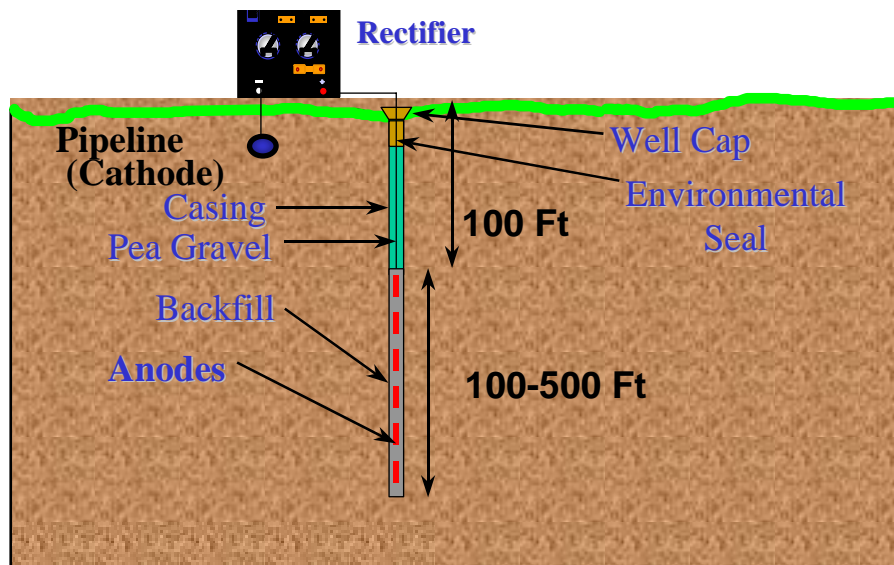 Rectifier
Pipeline
(Cathode)
Well Cap
Environmental
Seal
Casing
Pea Gravel
100 Ft
Backfill
Anodes
100-500 Ft